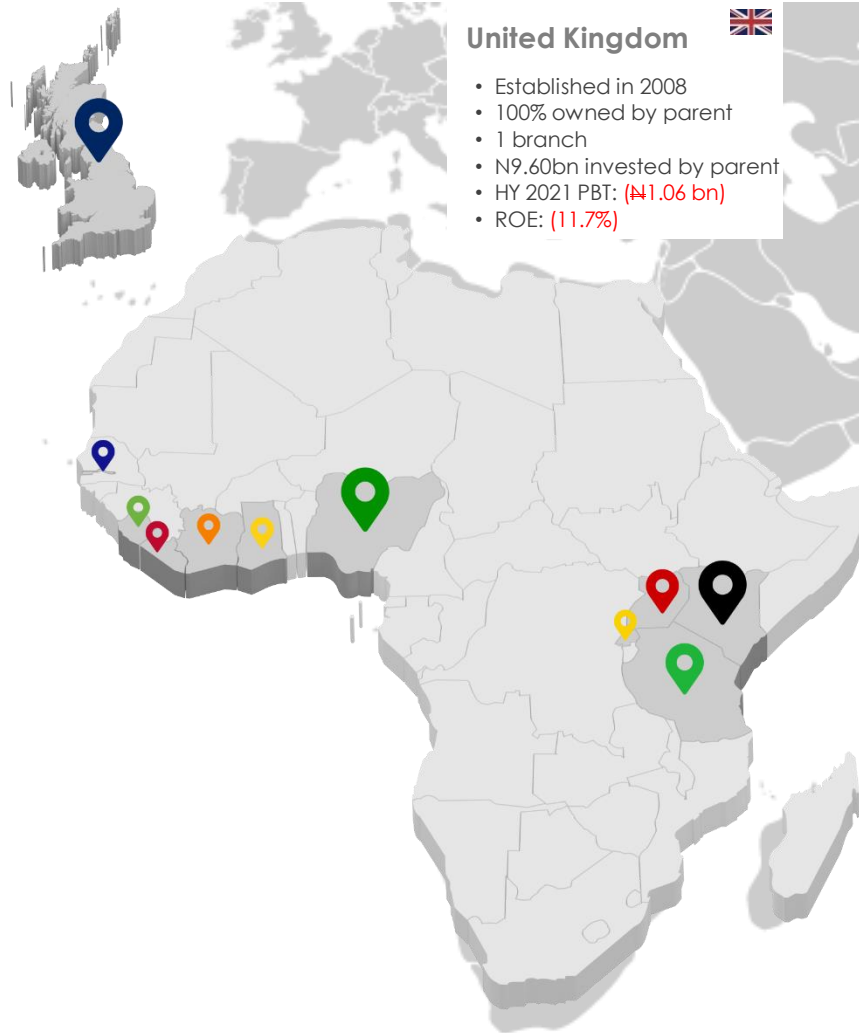 United Kingdom
• Established in 2008
• 100% owned by parent
• 1 branch
• N9.60bn invested by parent
• HY 2021 PBT: (₦1.06 bn)
• ROE: (11.7%)